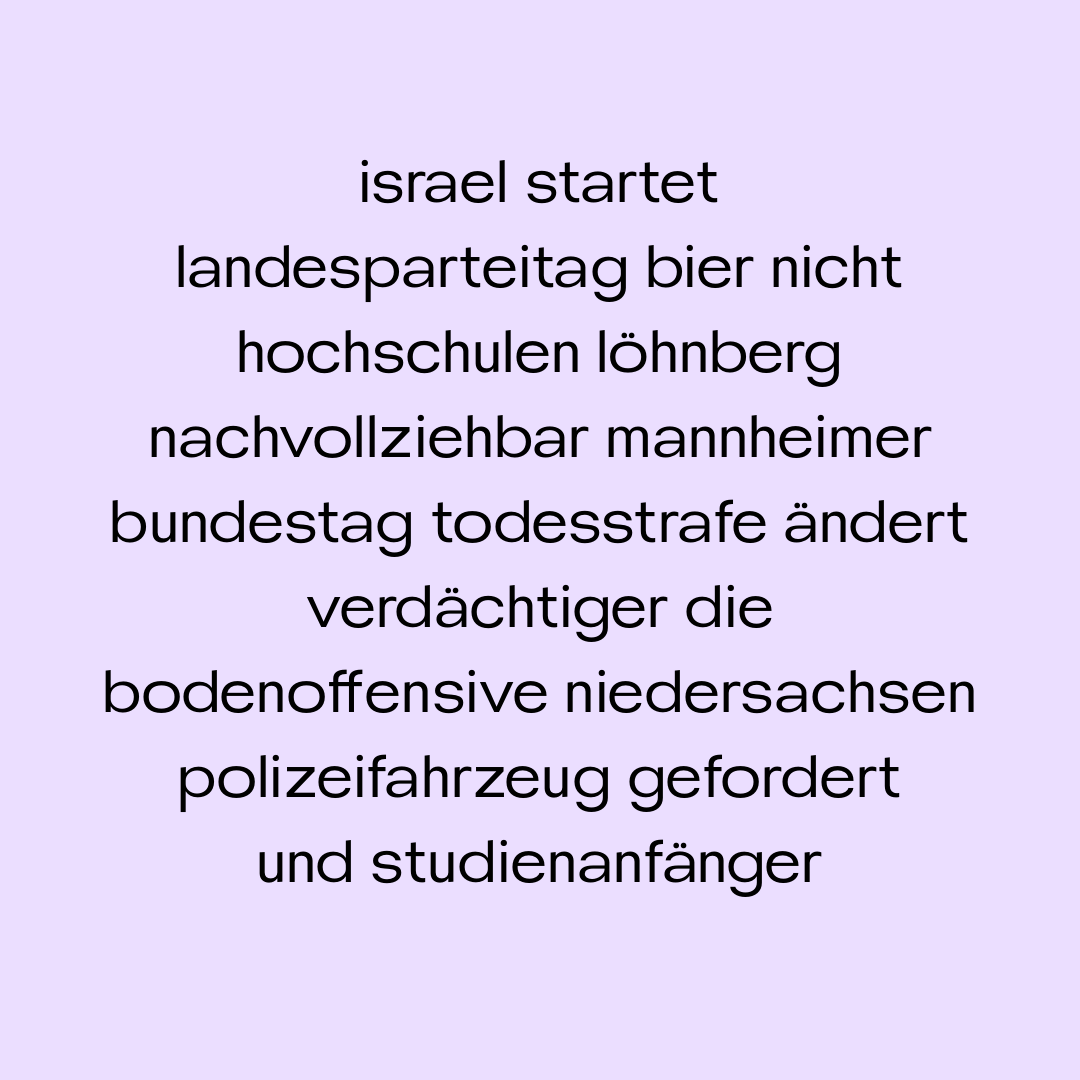 israel startet
landesparteitag bier nicht
hochschulen löhnberg
nachvollziehbar mannheimer
bundestag todesstrafe ändert
verdächtiger die
bodenoffensive niedersachsen
polizeifahrzeug gefordert
und studienanfänger